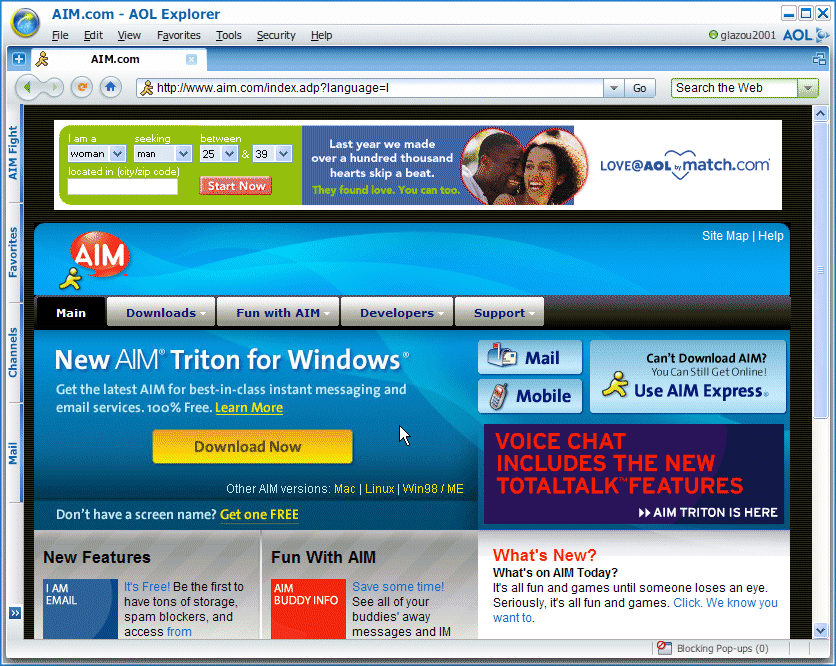 AIM.com - AOL Explorer
File Edit View Favorites Tools Security Help
glazou2001 AOL
AIM.com
http://www.aim.com/index.adp?language=l
Go
Search the Web
AIM Fight
Favorites
Channels
Mail
I am a seeking between
woman man 25 & 39
located in (city/zip code)
Start Now
Last year we made
over a hundred thousand
hearts skip a beat.
They found love. You can too.
LOVE@AOL by match.com
Site Map | Help
AIM
Main Downloads Fun with AIM Developers Support
New AIM® Triton for Windows®
Get the latest AIM for best-in-class instant messaging and
email services. 100% Free. Learn More
Download Now
Other AIM versions: Mac | Linux | Win98 / ME
Don't have a screen name? Get one FREE
Mail
Mobile
Can't Download AIM?
You Can Still Get Online!
Use AIM Express®
VOICE CHAT
INCLUDES THE NEW
TOTALTALK™ FEATURES
AIM TRITON IS HERE
New Features
I AM
EMAIL
It's Free! Be the first to
have tons of storage,
spam blockers, and
access from
Fun With AIM
AIM
BUDDY INFO
Save some time!
See all of your
buddies' away
messages and IM
What's New?
What's on AIM Today?
It's all fun and games until someone loses an eye.
Seriously, it's all fun and games. Click. We know you
want to.
Blocking Pop-ups (0)